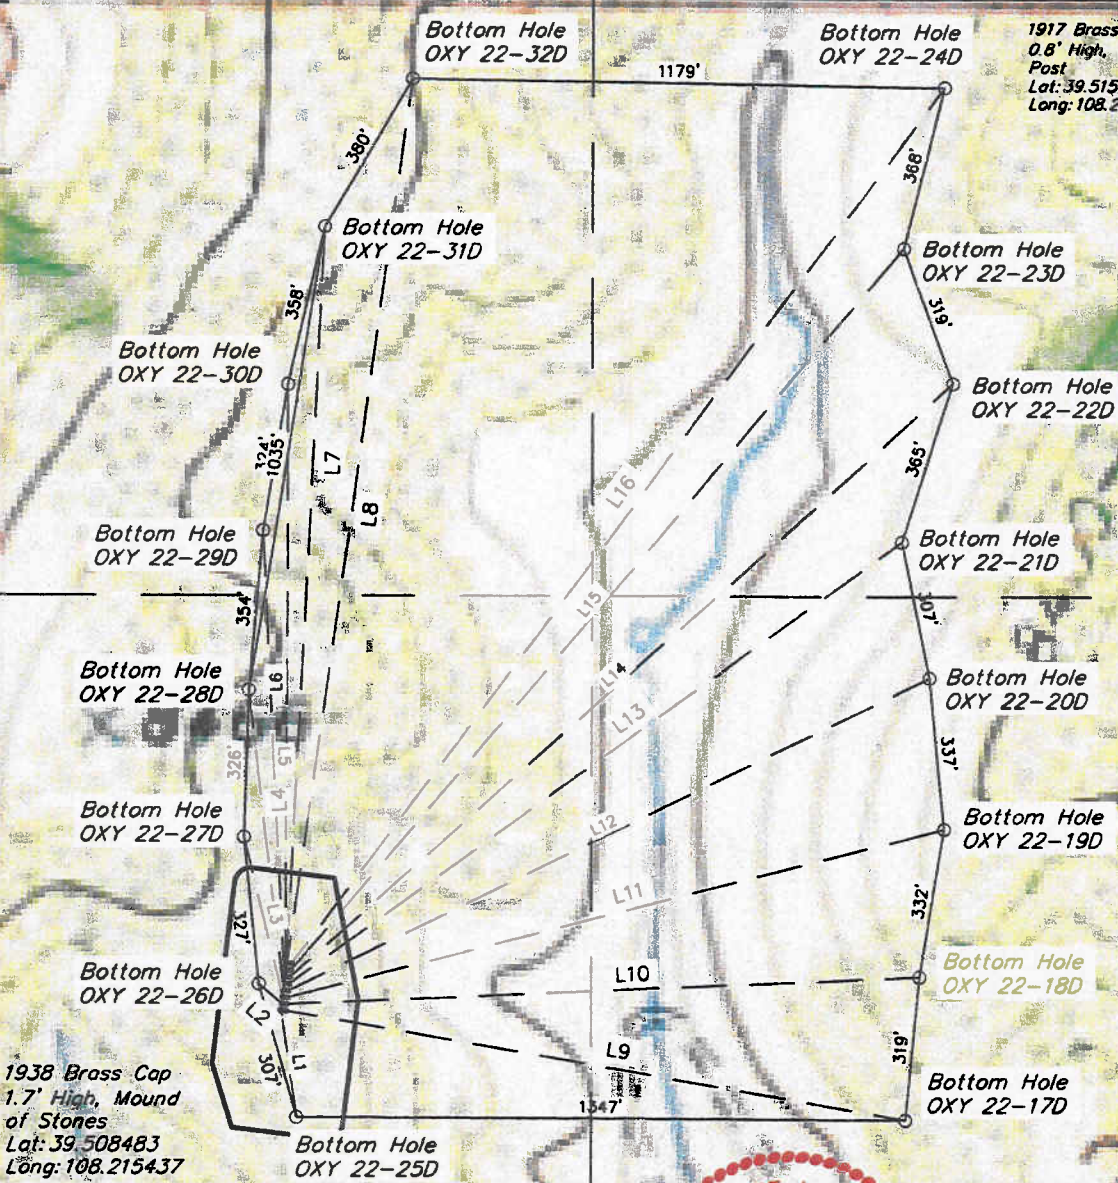 Bottom Hole
OXY 22-32D
Bottom Hole
OXY 22-24D
1917 Brass
0.8' High,
Post
Lat: 39.515
Long: 108.2
1179'
380'
368'
Bottom Hole
OXY 22-31D
Bottom Hole
OXY 22-23D
358'
319'
Bottom Hole
OXY 22-30D
Bottom Hole
OXY 22-22D
324'
1035'
L7
L8
L16
365'
Bottom Hole
OXY 22-29D
Bottom Hole
OXY 22-21D
354'
L15
307'
Bottom Hole
OXY 22-28D
L6
L14
Bottom Hole
OXY 22-20D
L13
326'
L5
L4
337'
Bottom Hole
OXY 22-27D
L12
Bottom Hole
OXY 22-19D
L11
332'
327'
L3
Bottom Hole
OXY 22-26D
L10
Bottom Hole
OXY 22-18D
L2
L1
307'
L9
319'
1938 Brass Cap
1.7' High, Mound
of Stones
Lat: 39.508483
Long: 108.215437
Bottom Hole
OXY 22-17D
1347'
Bottom Hole
OXY 22-25D